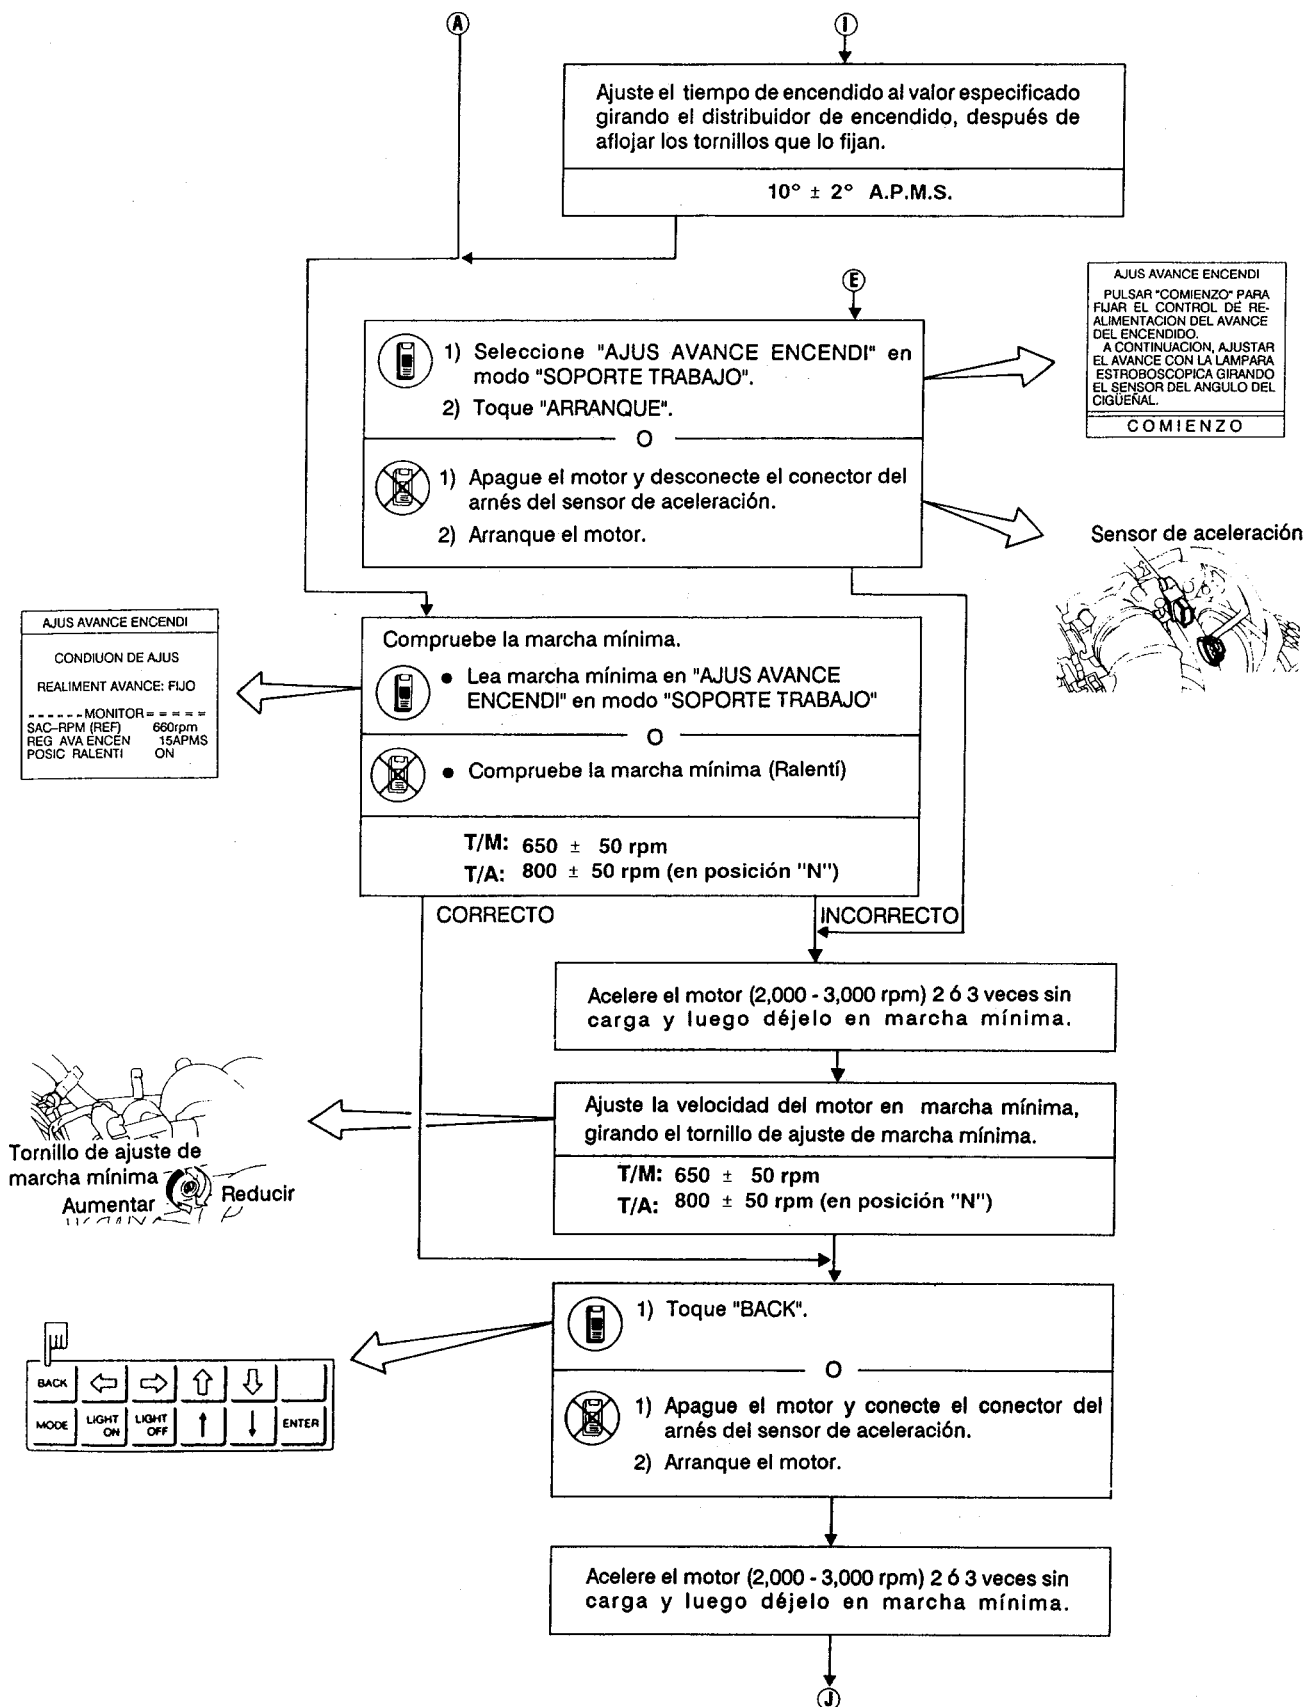 A
I
Ajuste el tiempo de encendido al valor especificado
girando el distribuidor de encendido, después de
aflojar los tornillos que lo fijan.
10° ± 2° A.P.M.S.
E
AJUS AVANCE ENCENDI
PULSAR "COMIENZO" PARA
FIJAR EL CONTROL DE RE-
ALIMENTACION DEL AVANCE
DEL ENCENDIDO.
A CONTINUACION, AJUSTAR
EL AVANCE CON LA LAMPARA
ESTROBOSCOPICA GIRANDO
EL SENSOR DEL ANGULO DEL
CIGÜEÑAL.
COMIENZO
1) Seleccione "AJUS AVANCE ENCENDI" en
modo "SOPORTE TRABAJO".
2) Toque "ARRANQUE".
O
1) Apague el motor y desconecte el conector del
arnés del sensor de aceleración.
2) Arranque el motor.
Sensor de aceleración
AJUS AVANCE ENCENDI
CONDIUON DE AJUS
REALIMENT AVANCE: FIJO
- - - - - - MONITOR = = = = =
SAC-RPM (REF) 660rpm
REG AVA ENCEN 15APMS
POSIC RALENTI ON
Compruebe la marcha mínima.
● Lea marcha mínima en "AJUS AVANCE
ENCENDI" en modo "SOPORTE TRABAJO"
O
● Compruebe la marcha mínima (Ralentí)
T/M: 650 ± 50 rpm
T/A: 800 ± 50 rpm (en posición "N")
CORRECTO
INCORRECTO
Acelere el motor (2,000 - 3,000 rpm) 2 ó 3 veces sin
carga y luego déjelo en marcha mínima.
Ajuste la velocidad del motor en marcha mínima,
girando el tornillo de ajuste de marcha mínima.
T/M: 650 ± 50 rpm
T/A: 800 ± 50 rpm (en posición "N")
Tornillo de ajuste de
marcha mínima
Aumentar
Reducir
1) Toque "BACK".
O
1) Apague el motor y conecte el conector del
arnés del sensor de aceleración.
2) Arranque el motor.
BACK
MODE
LIGHT
ON
LIGHT
OFF
ENTER
Acelere el motor (2,000 - 3,000 rpm) 2 ó 3 veces sin
carga y luego déjelo en marcha mínima.
J